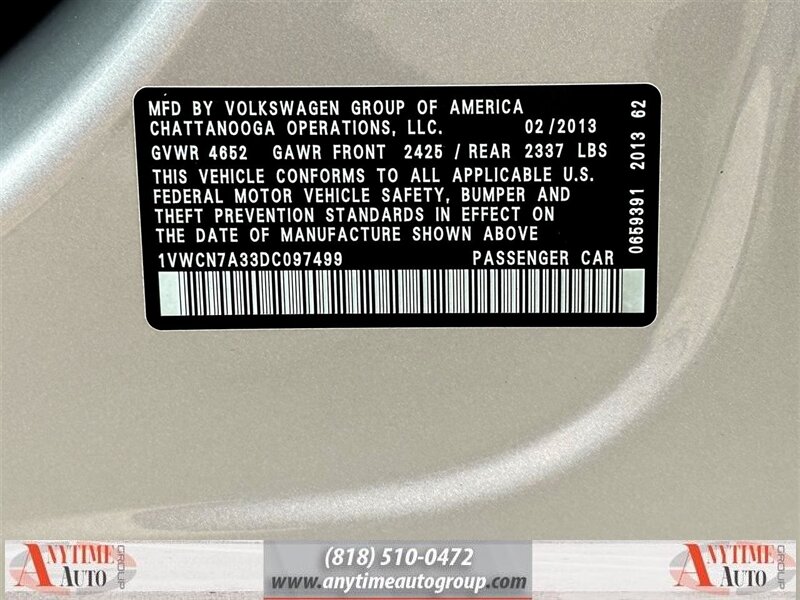 MFD BY VOLKSWAGEN GROUP OF AMERICA
CHATTANOOGA OPERATIONS, LLC. 02/2013
GVWR 4652 GAWR FRONT 2425 / REAR 2337 LBS
THIS VEHICLE CONFORMS TO ALL APPLICABLE U.S.
FEDERAL MOTOR VEHICLE SAFETY, BUMPER AND
THEFT PREVENTION STANDARDS IN EFFECT ON
THE DATE OF MANUFACTURE SHOWN ABOVE
1VWCN7A33DC097499 PASSENGER CAR
0659391 2013 62
ANYTIME
AUTO
GROUP
(818) 510-0472
www.anytimeautogroup.com
ANYTIME
AUTO
GROUP